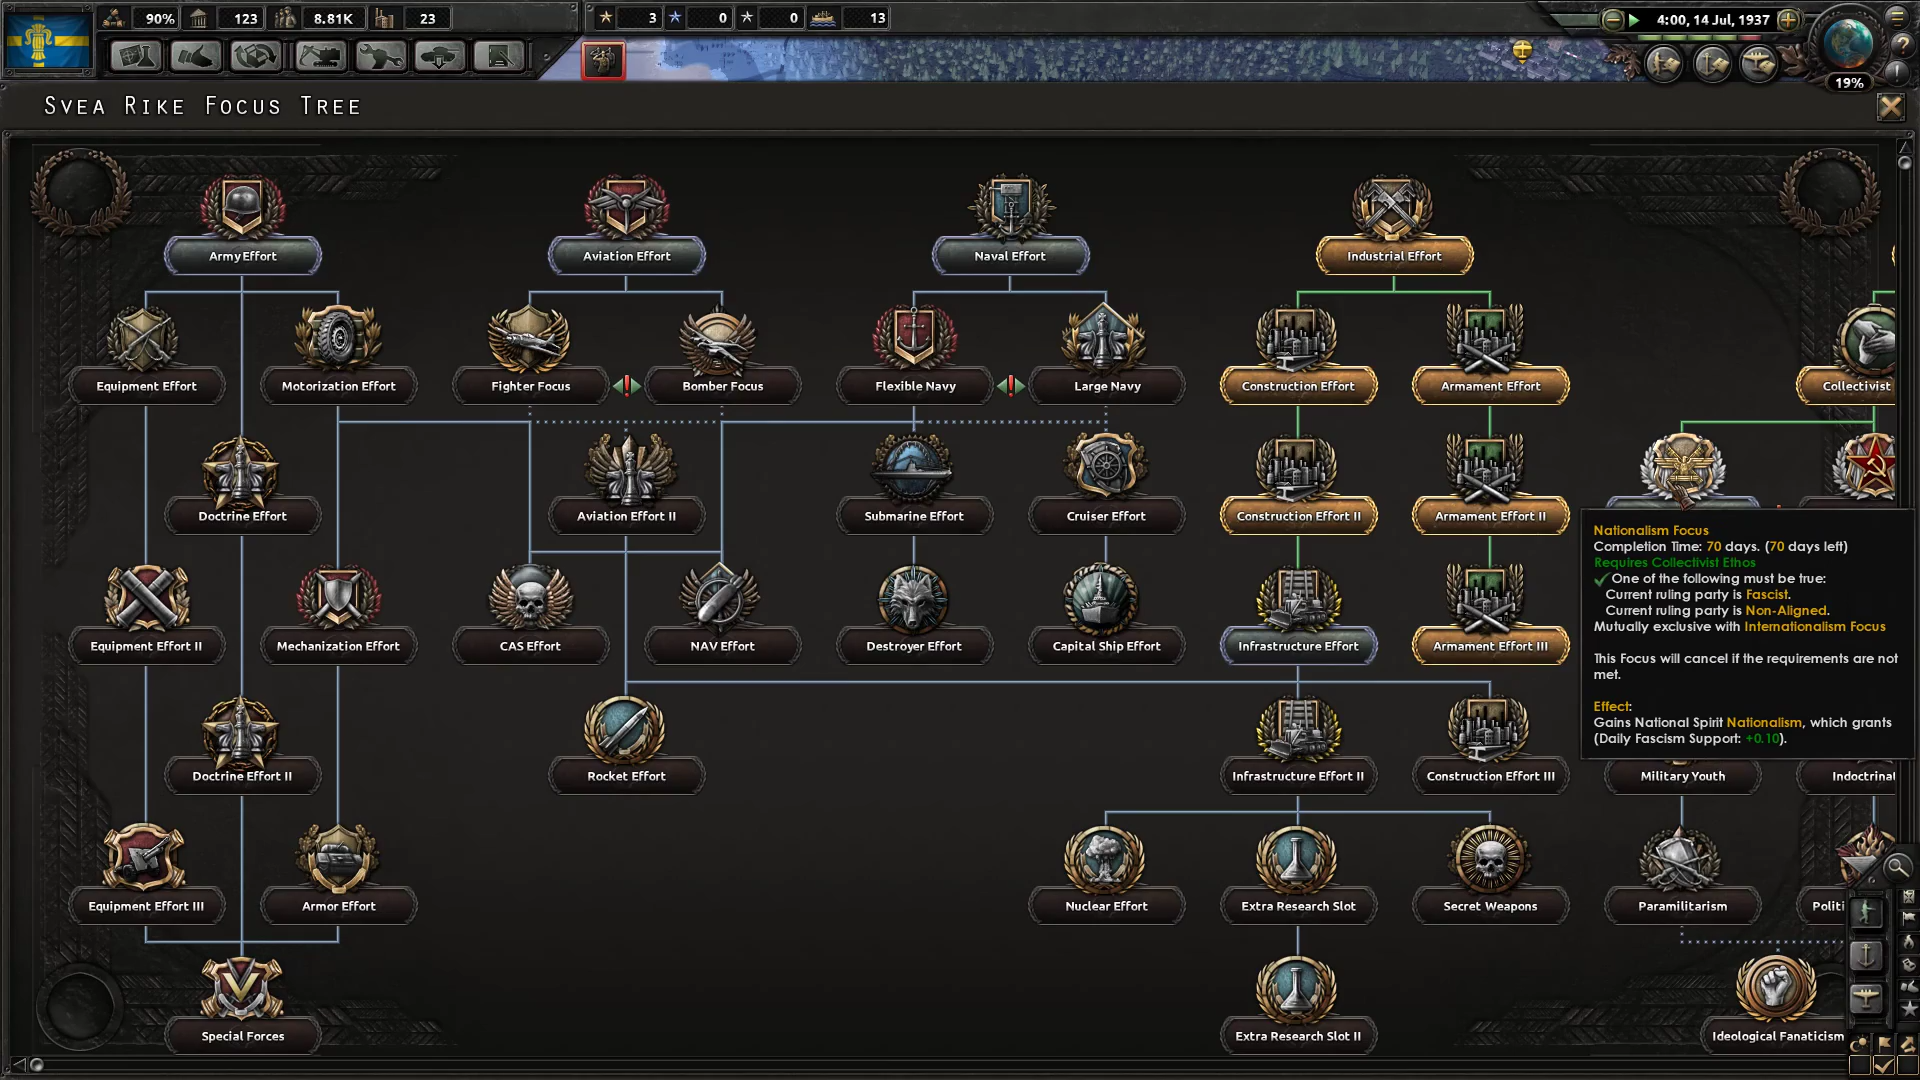 90%
123
8.81K
23
3
0
0
13
4:00, 14 Jul, 1937
19%
Svea Rike Focus Tree
Army Effort
Aviation Effort
Naval Effort
Industrial Effort
Equipment Effort
Motorization Effort
Fighter Focus
Bomber Focus
Flexible Navy
Large Navy
Construction Effort
Armament Effort
Collectivist
Doctrine Effort
Aviation Effort II
Submarine Effort
Cruiser Effort
Construction Effort II
Armament Effort II
Nationalism Focus
Completion Time: 70 days. (70 days left)
Requires Collectivist Ethos
One of the following must be true:
Current ruling party is Fascist.
Current ruling party is Non-Aligned.
Mutually exclusive with Internationalism Focus
This Focus will cancel if the requirements are not
met.
Effect:
Gains National Spirit Nationalism, which grants
(Daily Fascism Support: +0.10).
Equipment Effort II
Mechanization Effort
CAS Effort
NAV Effort
Destroyer Effort
Capital Ship Effort
Infrastructure Effort
Armament Effort III
Doctrine Effort II
Rocket Effort
Infrastructure Effort II
Construction Effort III
Military Youth
Indoctrinat
Equipment Effort III
Armor Effort
Nuclear Effort
Extra Research Slot
Secret Weapons
Paramilitarism
Politi
Special Forces
Extra Research Slot II
Ideological Fanaticism